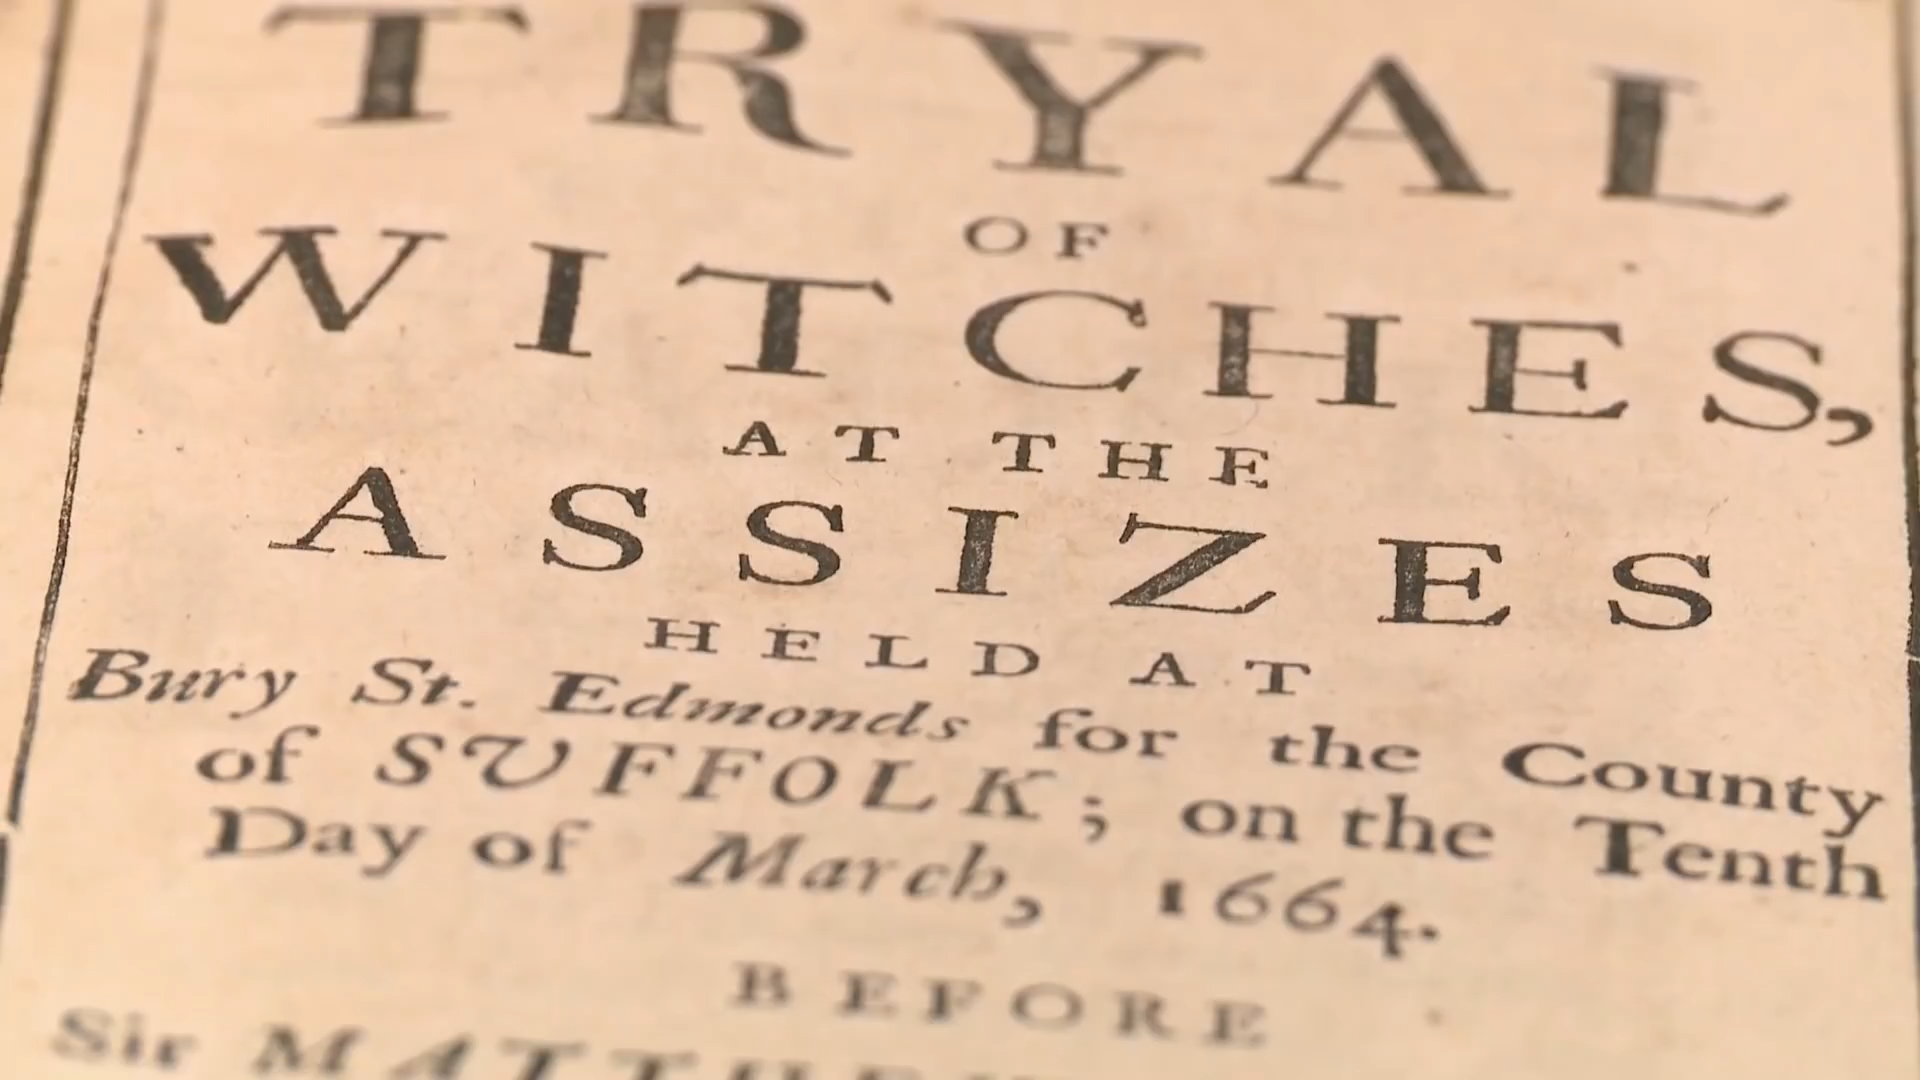 TRYAL
OF
WITCHES,
AT THE
ASSIZES
HELD AT
Bury St. Edmonds for the County
of SUFFOLK; on the Tenth
Day of March, 1664.
BEFORE
Sir